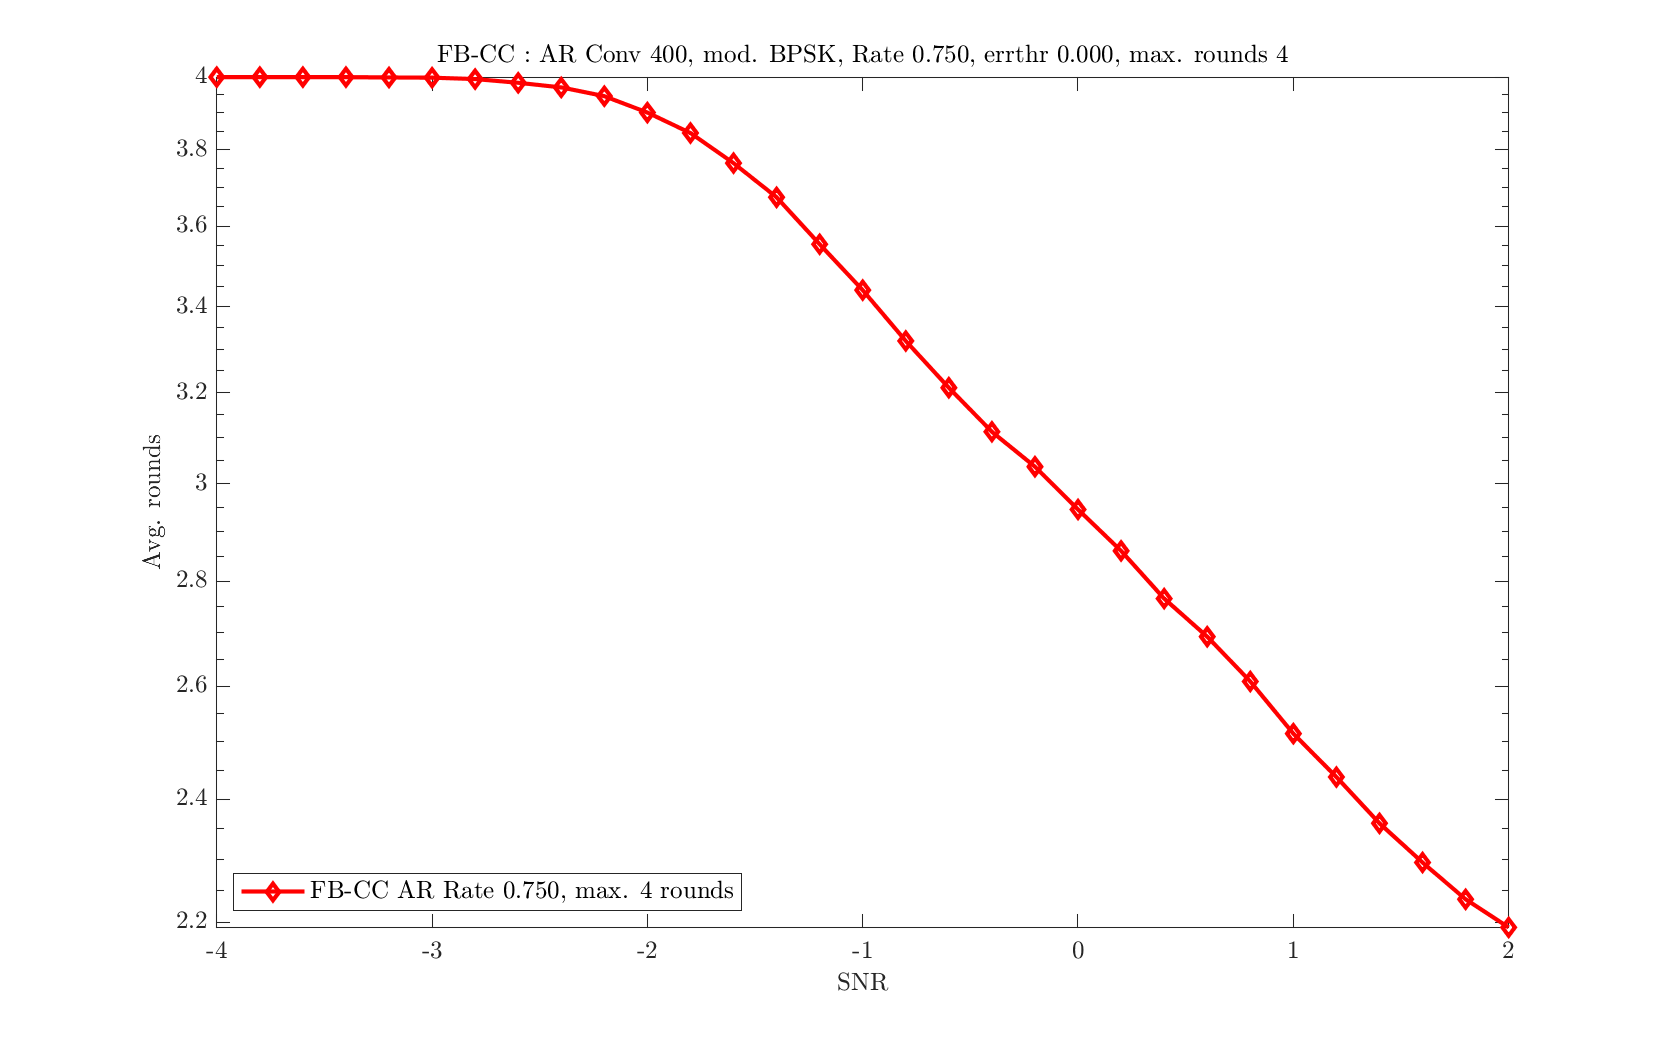 FB-CC : AR Conv 400, mod. BPSK, Rate 0.750, errthr 0.000, max. rounds 4
4
3.8
3.6
3.4
3.2
3
2.8
2.6
2.4
2.2
Avg. rounds
FB-CC AR Rate 0.750, max. 4 rounds
-4 -3 -2 -1 0 1 2
SNR